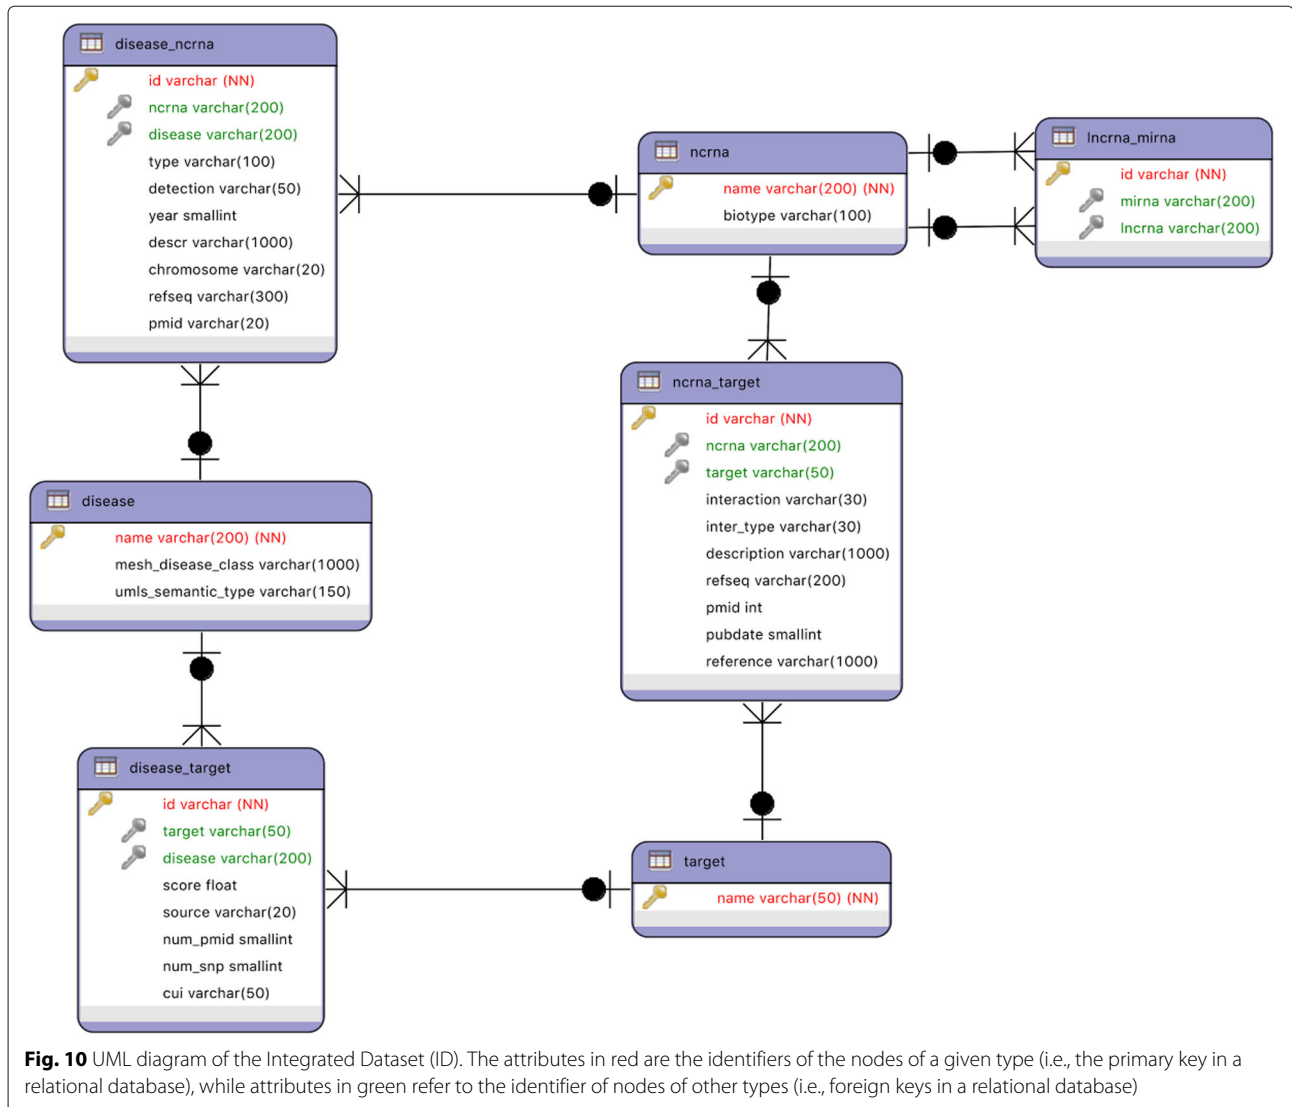 disease_ncrna
id varchar (NN)
ncrna varchar(200)
disease varchar(200)
type varchar(100)
detection varchar(50)
year smallint
descr varchar(1000)
chromosome varchar(20)
refseq varchar(300)
pmid varchar(20)
ncrna
name varchar(200) (NN)
biotype varchar(100)
lncrna_mirna
id varchar (NN)
mirna varchar(200)
lncrna varchar(200)
ncrna_target
id varchar (NN)
ncrna varchar(200)
target varchar(50)
interaction varchar(30)
inter_type varchar(30)
description varchar(1000)
refseq varchar(200)
pmid int
pubdate smallint
reference varchar(1000)
disease
name varchar(200) (NN)
mesh_disease_class varchar(1000)
umls_semantic_type varchar(150)
disease_target
id varchar (NN)
target varchar(50)
disease varchar(200)
score float
source varchar(20)
num_pmid smallint
num_snp smallint
cui varchar(50)
target
name varchar(50) (NN)
Fig. 10 UML diagram of the Integrated Dataset (ID). The attributes in red are the identifiers of the nodes of a given type (i.e., the primary key in a
relational database), while attributes in green refer to the identifier of nodes of other types (i.e., foreign keys in a relational database)